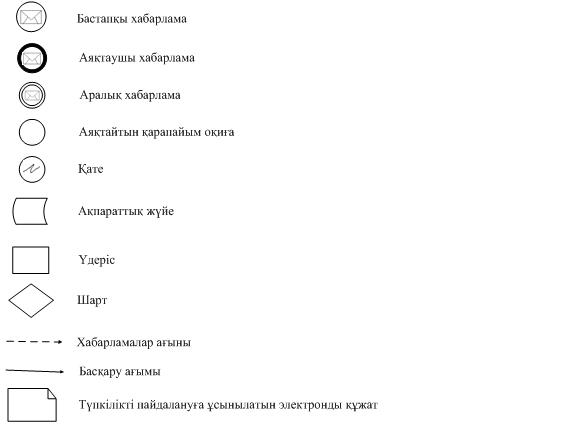 Бастапқы хабарлама
Аяқтаушы хабарлама
Аралық хабарлама
Аяқтайтын қарапайым оқиға
Қате
Ақпараттық жүйе
Үдеріс
Шарт
Хабарламалар ағыны
Басқару ағымы
Түпкілікті пайдалануға ұсынылатын электронды құжат